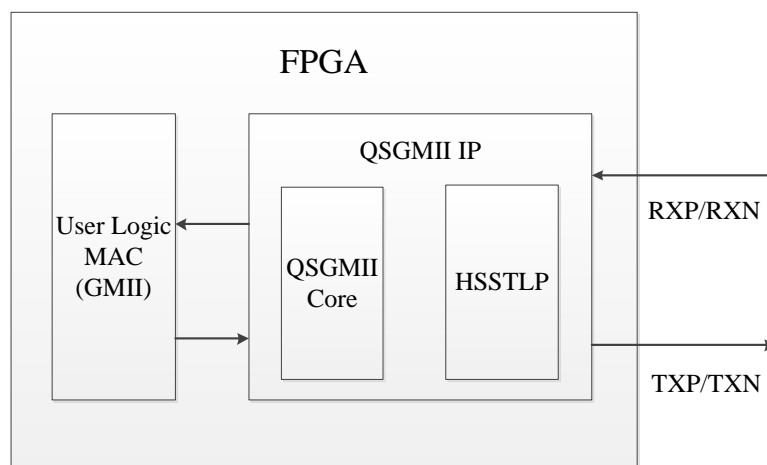 FPGA
User Logic
MAC
(GMII)
QSGMII IP
QSGMII
Core
HSSTLP
RXP/RXN
TXP/TXN